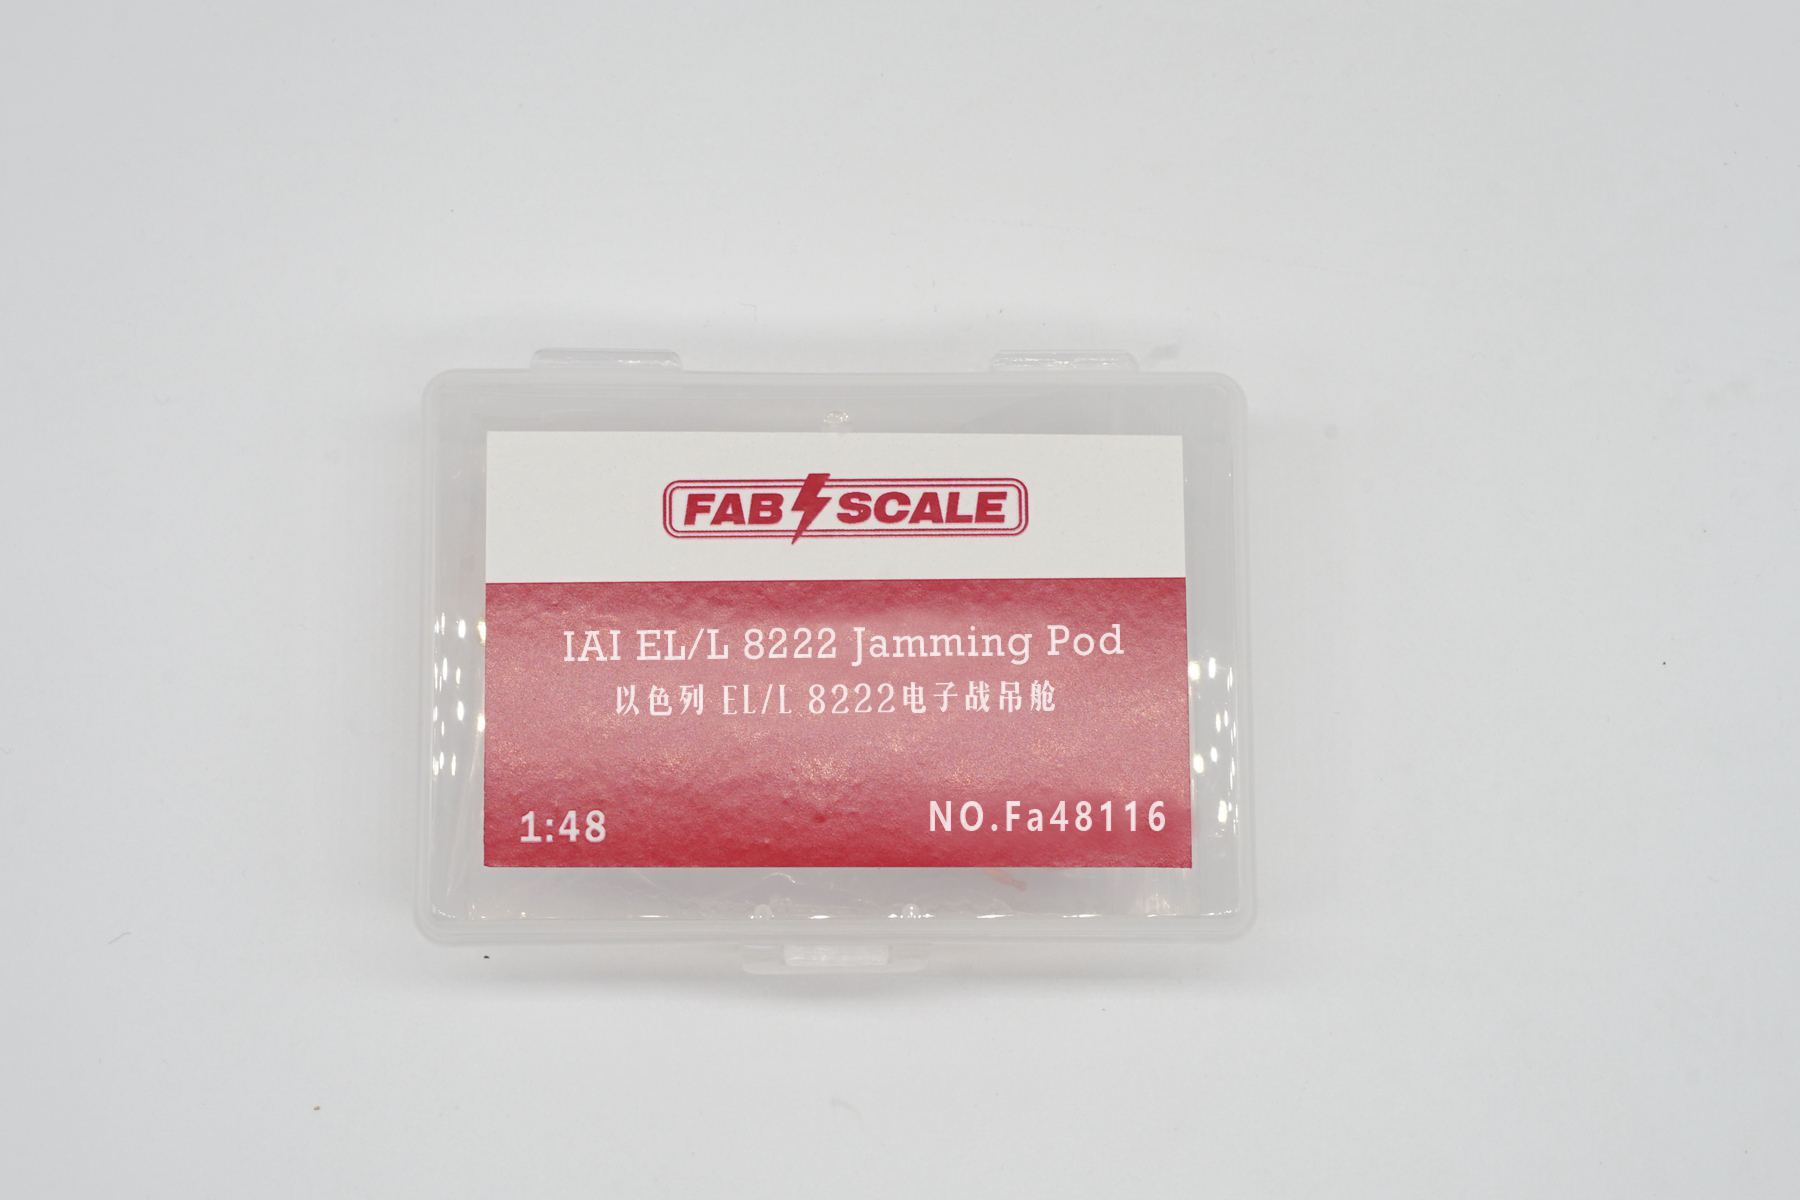 FAB SCALE
IAI EL/L 8222 Jamming Pod
以色列 EL/L 8222电子战吊舱
1:48
NO.Fa48116